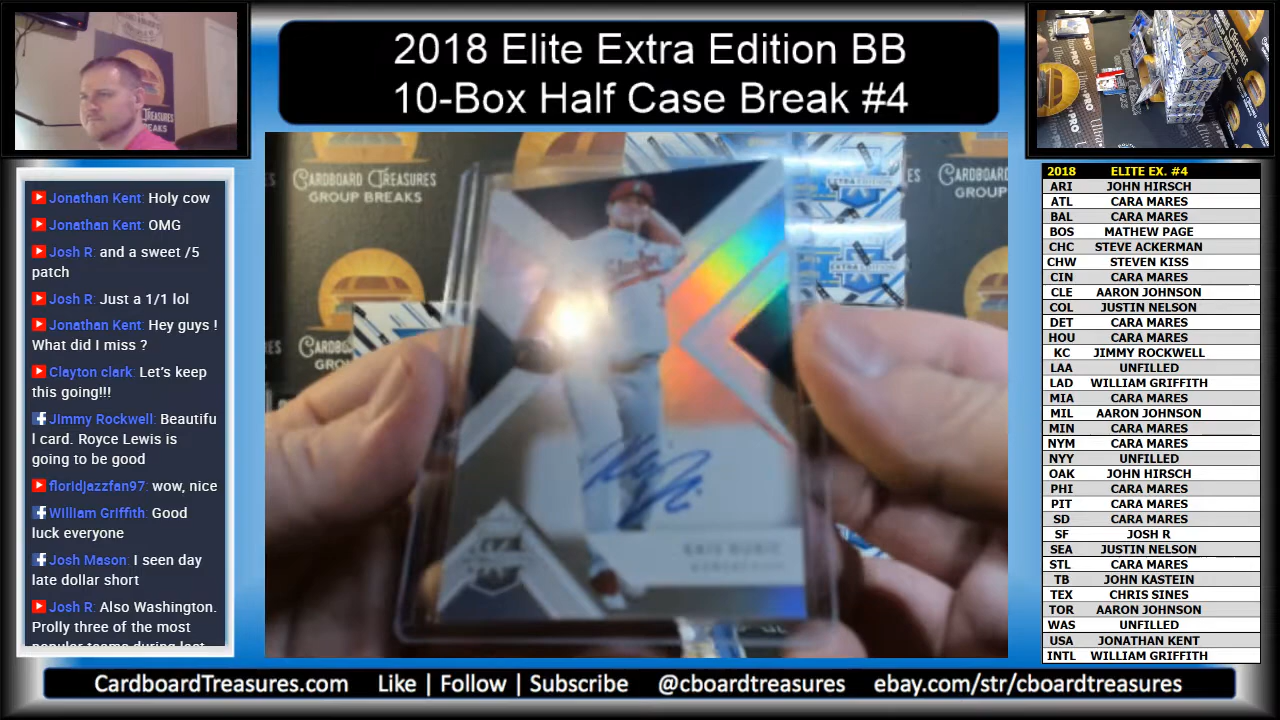 2018 Elite Extra Edition BB
10-Box Half Case Break #4
Jonathan Kent: Holy cow
Jonathan Kent: OMG
Josh R: and a sweet /5
patch
Josh R: Just a 1/1 lol
Jonathan Kent: Hey guys !
What did I miss ?
Clayton clark: Let's keep
this going!!!
Jimmy Rockwell: Beautifu
l card. Royce Lewis is
going to be good
floridjazzfan97: wow, nice
William Griffith: Good
luck everyone
Josh Mason: I seen day
late dollar short
Josh R: Also Washington.
Prolly three of the most
popular teams during last
CARDBOARD TREASURES
GROUP BREAKS
EXTRA EDITION
EXTRA EDITION
2018 ELITE EX. #4
ARI JOHN HIRSCH
ATL CARA MARES
BAL CARA MARES
BOS MATHEW PAGE
CHC STEVE ACKERMAN
CHW STEVEN KISS
CIN CARA MARES
CLE AARON JOHNSON
COL JUSTIN NELSON
DET CARA MARES
HOU CARA MARES
KC JIMMY ROCKWELL
LAA UNFILLED
LAD WILLIAM GRIFFITH
MIA CARA MARES
MIL AARON JOHNSON
MIN CARA MARES
NYM CARA MARES
NYY UNFILLED
OAK JOHN HIRSCH
PHI CARA MARES
PIT CARA MARES
SD CARA MARES
SF JOSH R
SEA JUSTIN NELSON
STL CARA MARES
TB JOHN KASTEIN
TEX CHRIS SINES
TOR AARON JOHNSON
WAS UNFILLED
USA JONATHAN KENT
INTL WILLIAM GRIFFITH
CardboardTreasures.com Like | Follow | Subscribe @cboardtreasures ebay.com/str/cboardtreasures